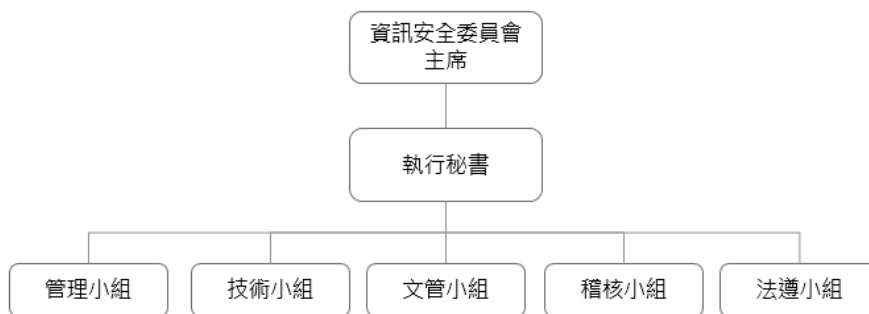 資訊安全委員會
主席
執行秘書
管理小組
技術小組
文管小組
稽核小組
法遵小組